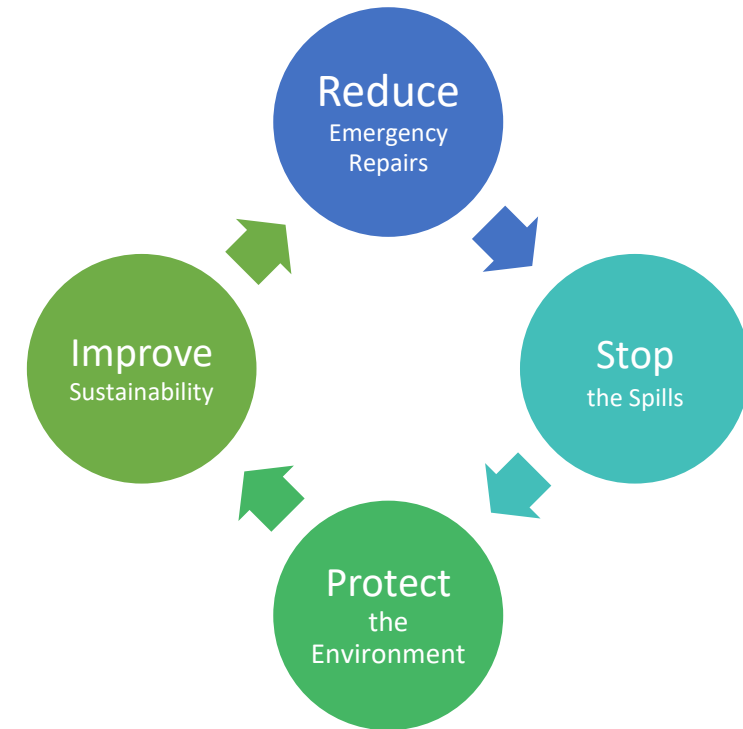 Reduce
Emergency
Repairs
Stop
the Spills
Protect
the
Environment
Improve
Sustainability